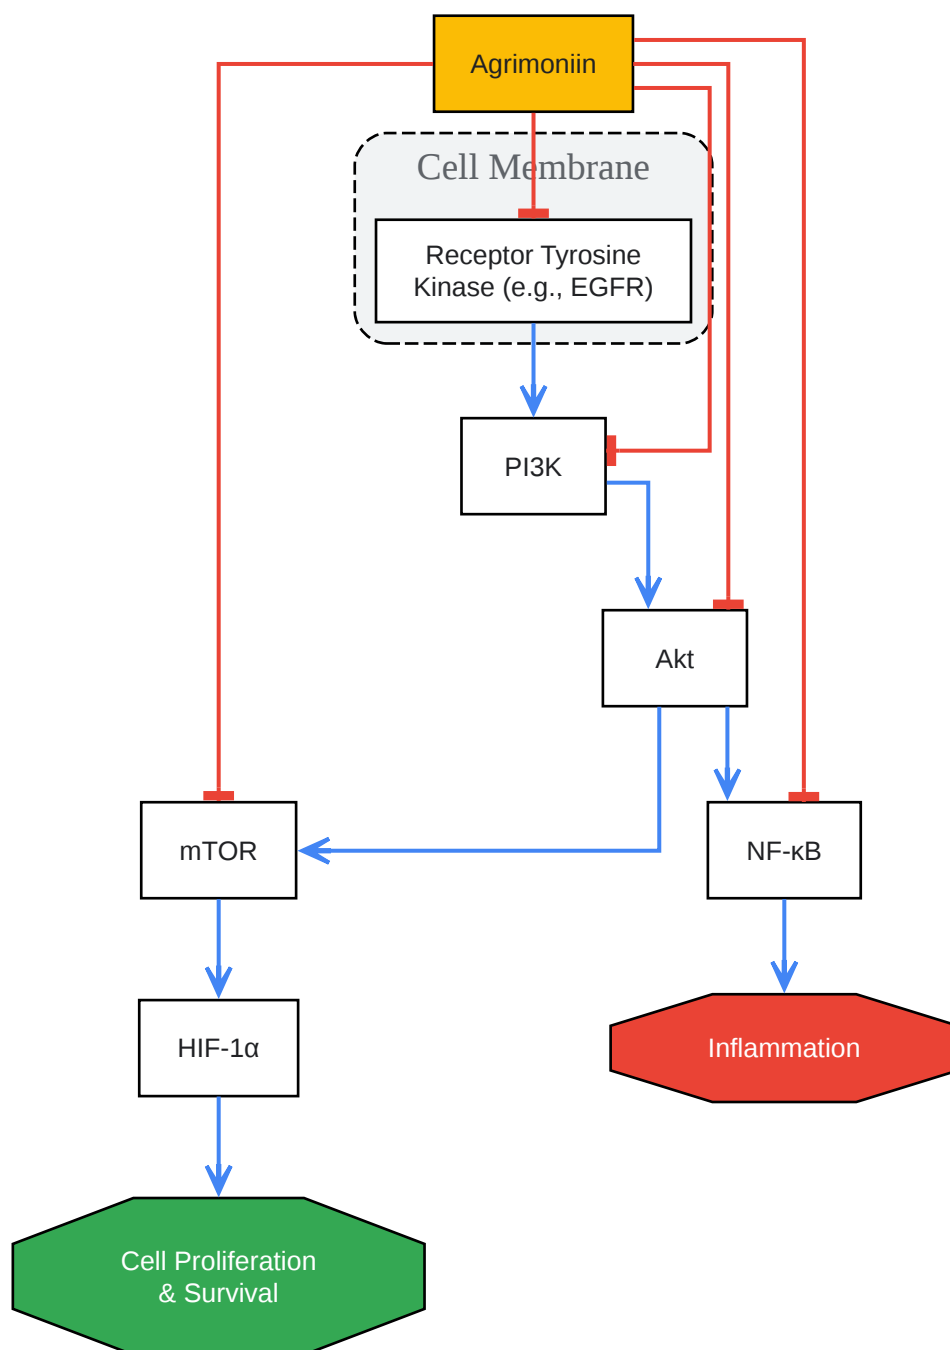 Agrimoniin
Cell Membrane
Receptor Tyrosine
Kinase (e.g., EGFR)
PI3K
Akt
mTOR
NF-κB
HIF-1α
Inflammation
Cell Proliferation
& Survival